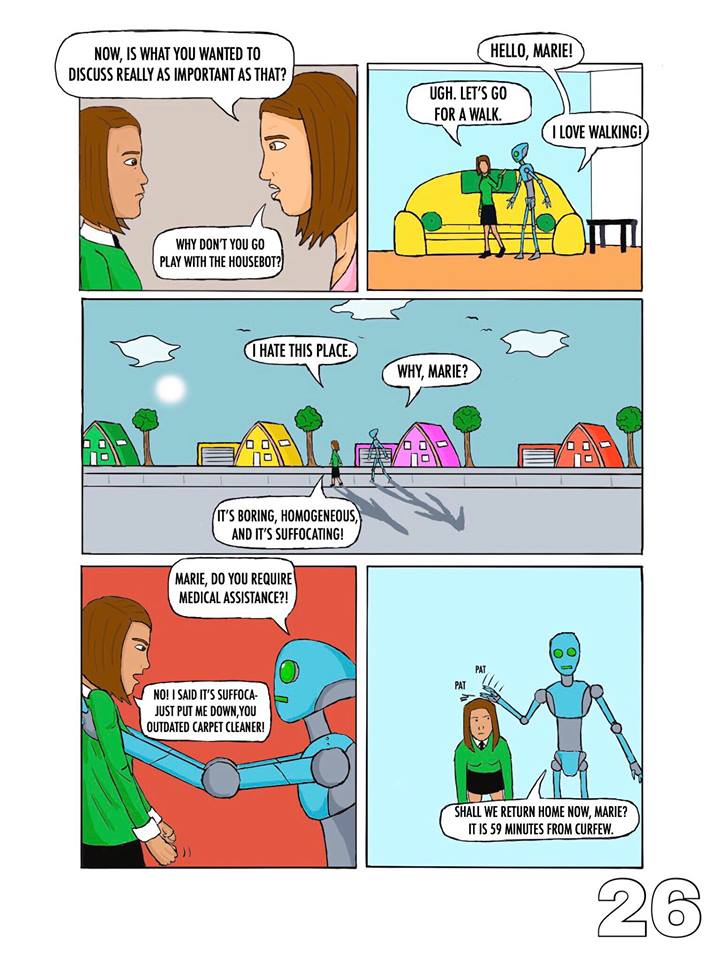 NOW, IS WHAT YOU WANTED TO
DISCUSS REALLY AS IMPORTANT AS THAT?
WHY DON'T YOU GO
PLAY WITH THE HOUSEBOT?
HELLO, MARIE!
UGH. LET'S GO
FOR A WALK.
I LOVE WALKING!
I HATE THIS PLACE.
WHY, MARIE?
IT'S BORING, HOMOGENEOUS,
AND IT'S SUFFOCATING!
MARIE, DO YOU REQUIRE
MEDICAL ASSISTANCE?!
NO! I SAID IT'S SUFFOCA-
JUST PUT ME DOWN,YOU
OUTDATED CARPET CLEANER!
PAT
PAT
SHALL WE RETURN HOME NOW, MARIE?
IT IS 59 MINUTES FROM CURFEW.
26